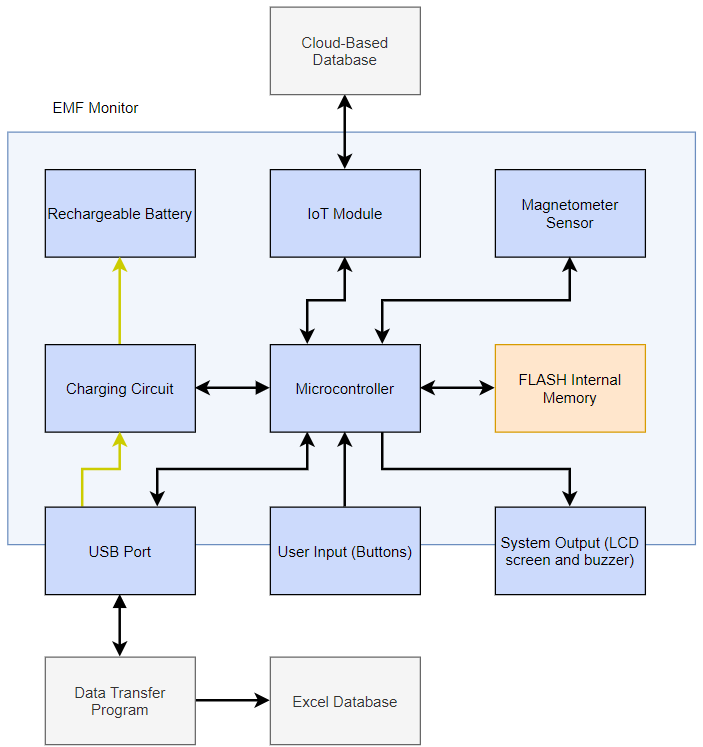 Cloud-Based
Database
EMF Monitor
Rechargeable Battery
IoT Module
Magnetometer
Sensor
Charging Circuit
Microcontroller
FLASH Internal
Memory
USB Port
User Input (Buttons)
System Output (LCD
screen and buzzer)
Data Transfer
Program
Excel Database